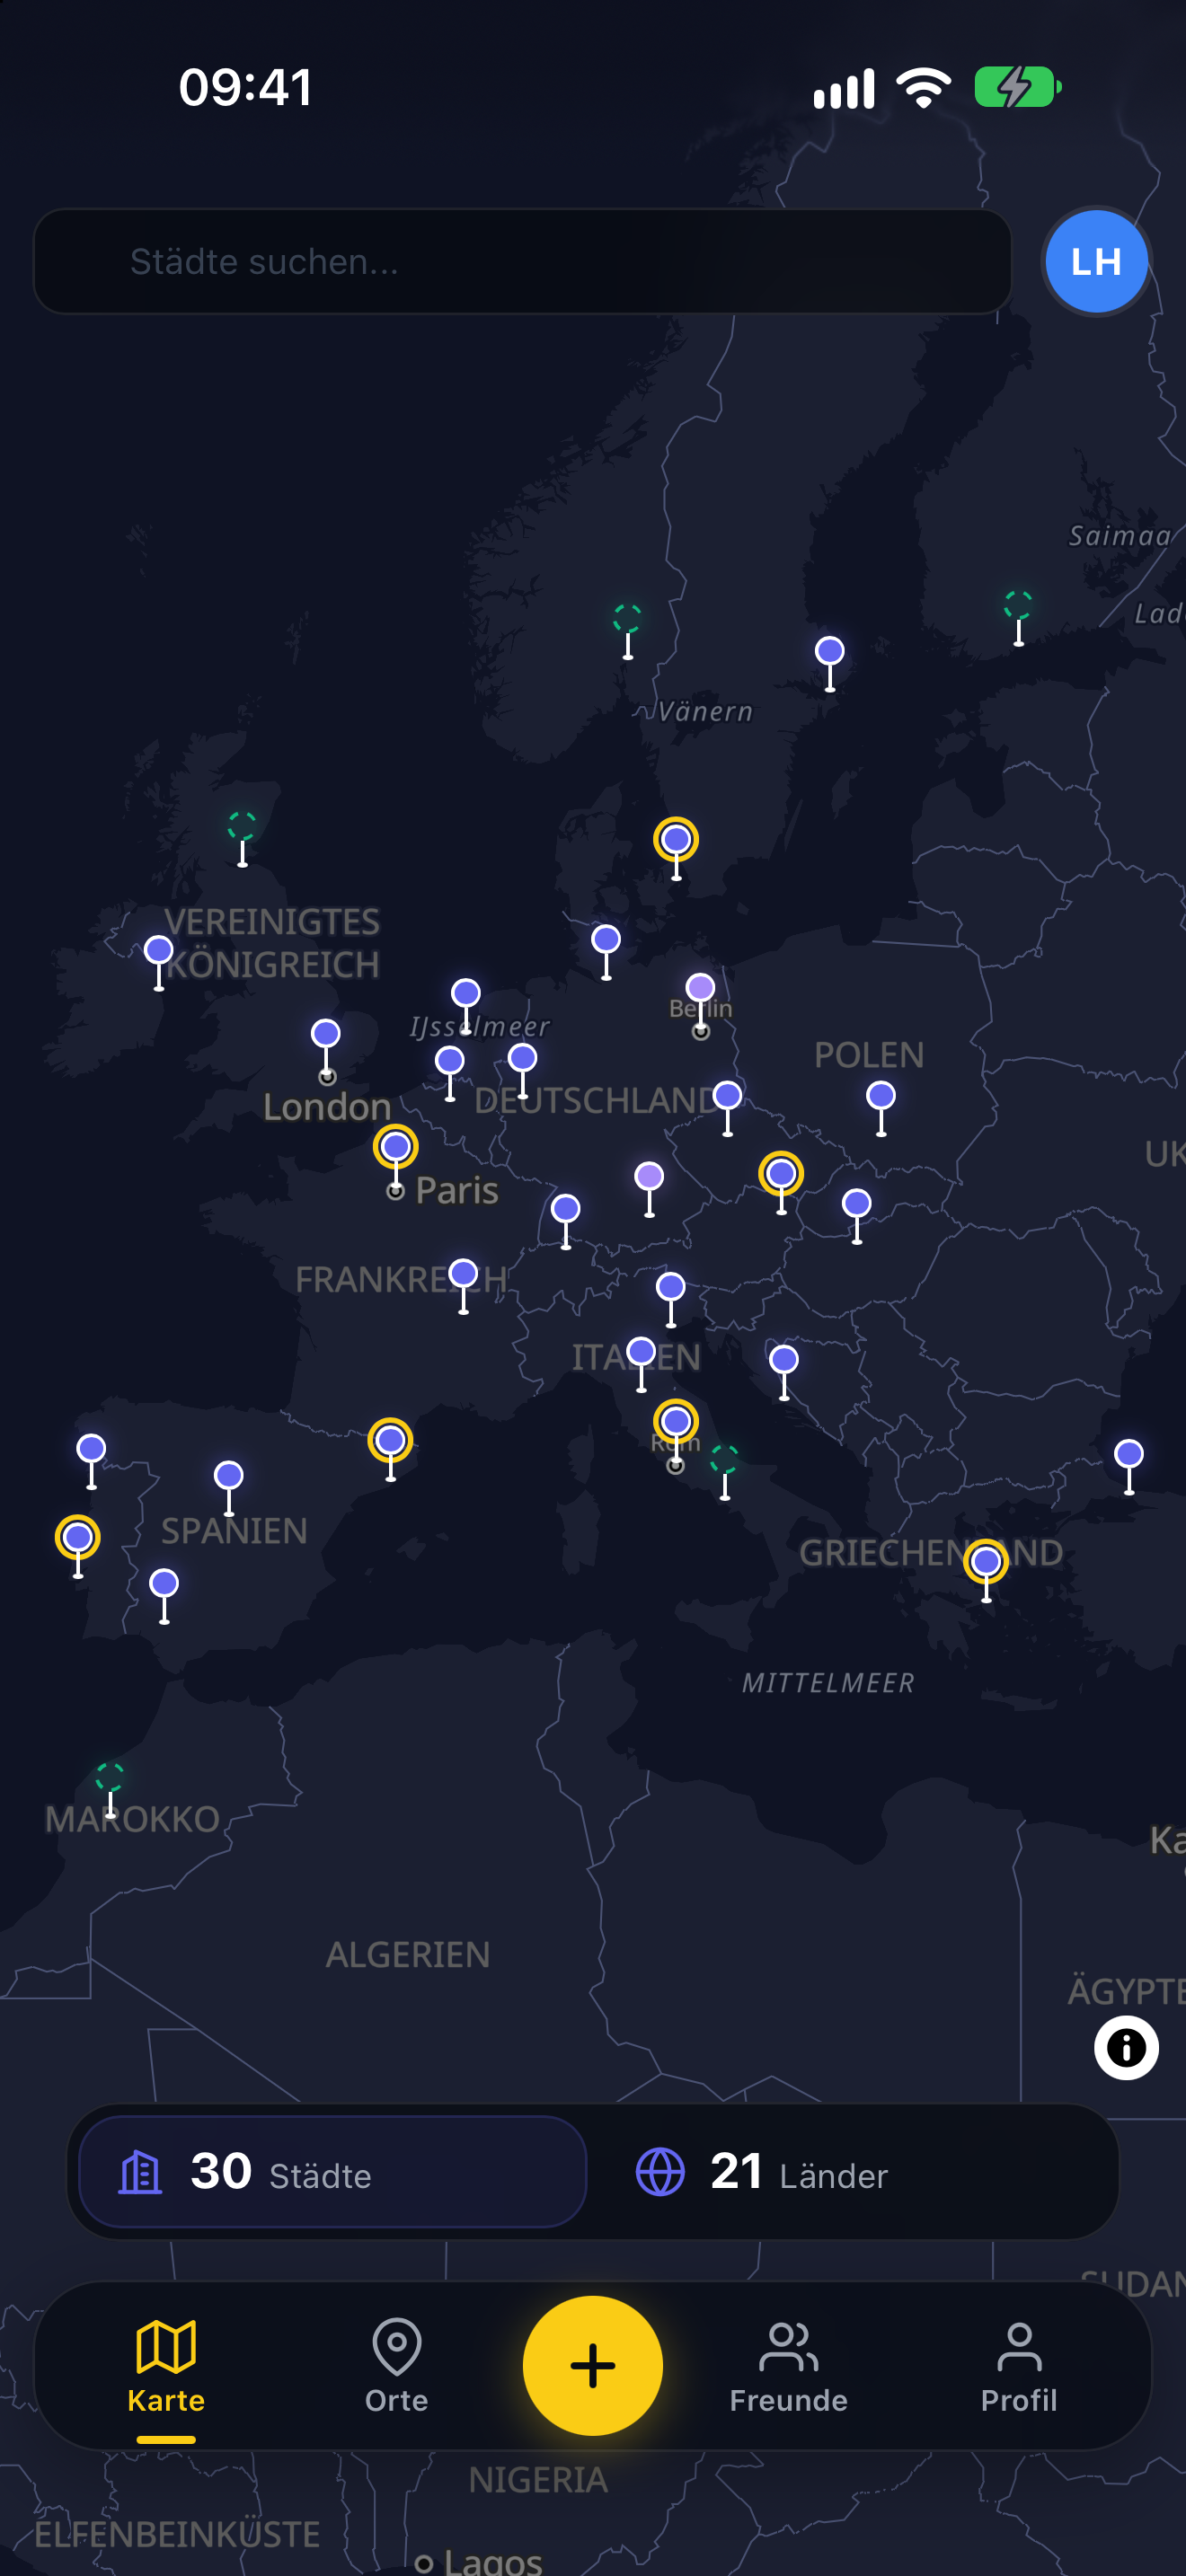 09:41
Städte suchen...
LH
Saimaa
Lad
Vänern
VEREINIGTES
KÖNIGREICH
IJsselmeer
Berlin
POLEN
DEUTSCHLAND
London
UK
Paris
FRANKREICH
ITALIEN
Rom
SPANIEN
GRIECHENLAND
MITTELMEER
MAROKKO
Ka
ALGERIEN
ÄGYPTE
30 Städte
21 Länder
SUDAN
Karte
Orte
Freunde
Profil
NIGERIA
ELFENBEINKÜSTE
Lagos